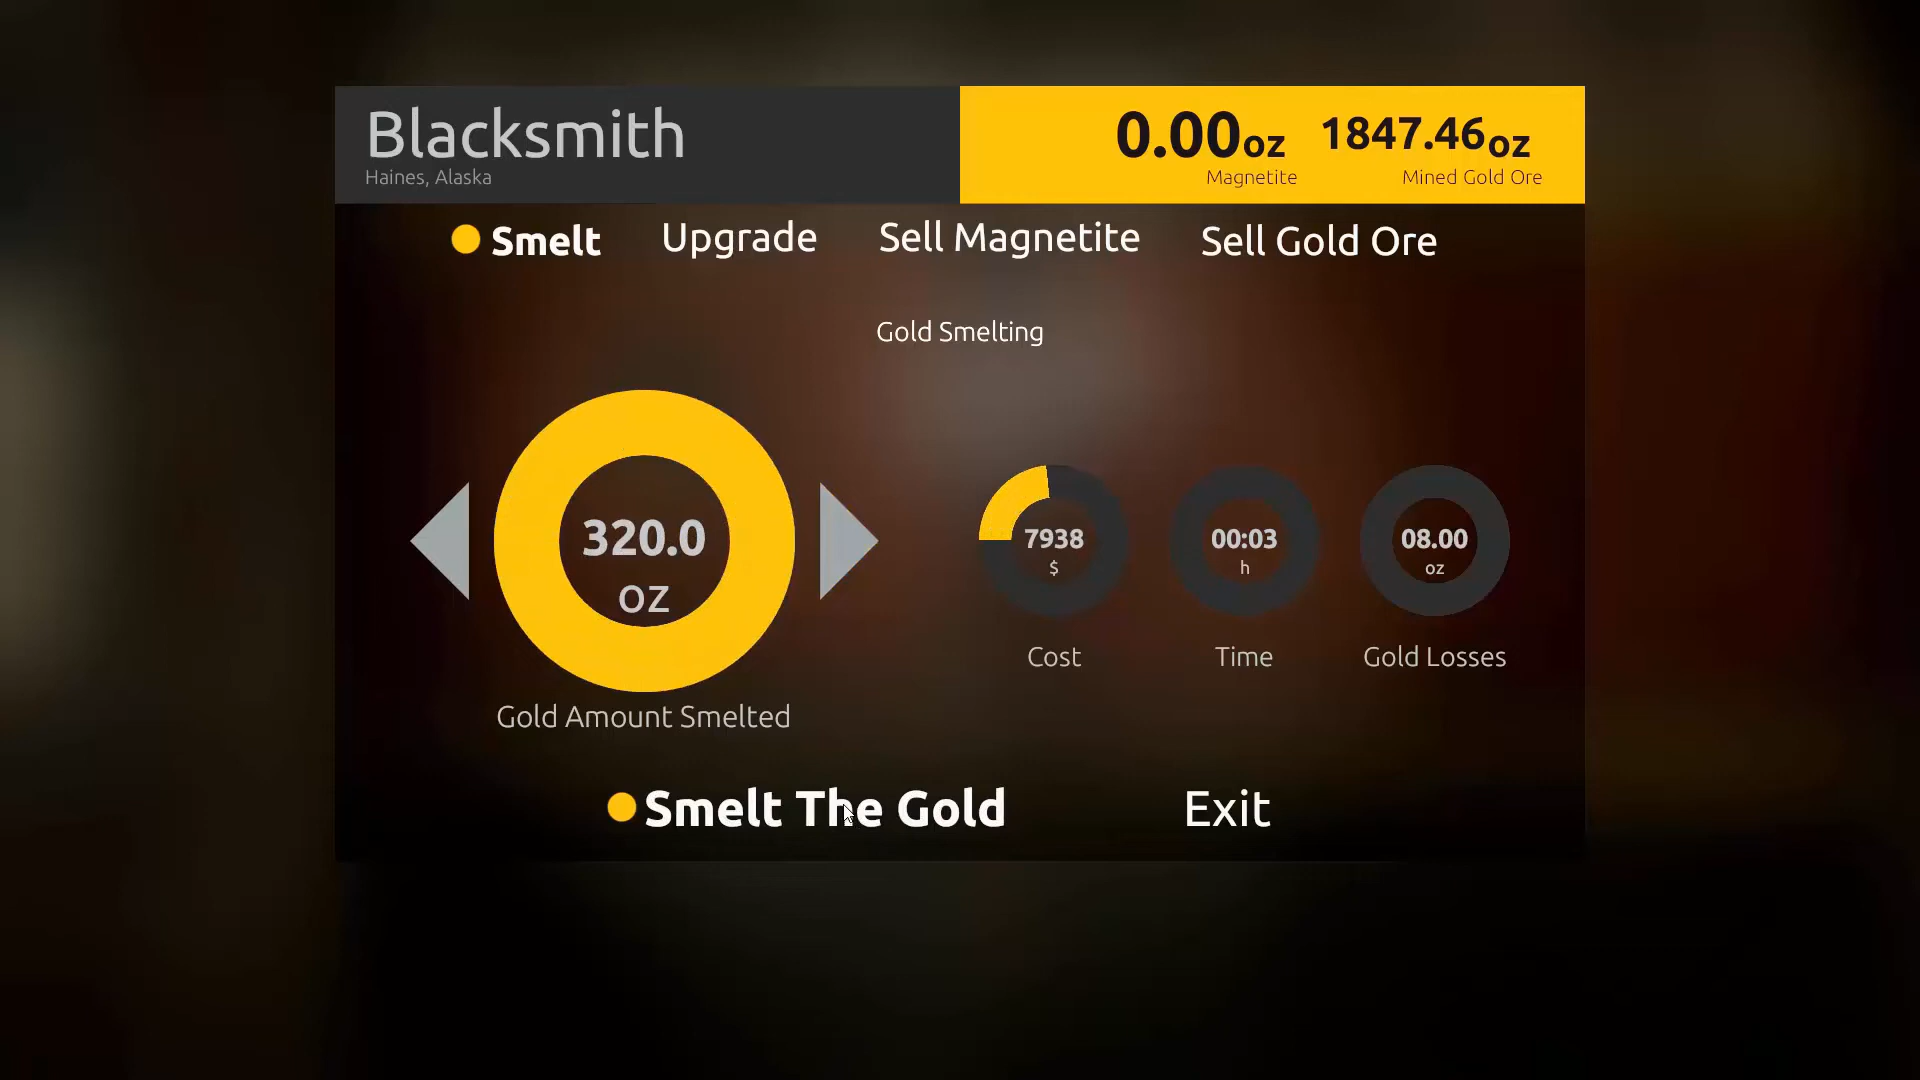 Blacksmith
Haines, Alaska
0.00oz
Magnetite
1847.46oz
Mined Gold Ore
Smelt
Upgrade
Sell Magnetite
Sell Gold Ore
Gold Smelting
320.0
oz
Gold Amount Smelted
7938
$
Cost
00:03
h
Time
08.00
oz
Gold Losses
Smelt The Gold
Exit